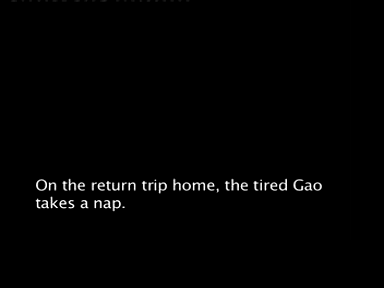 On the return trip home, the tired Gao
takes a nap.